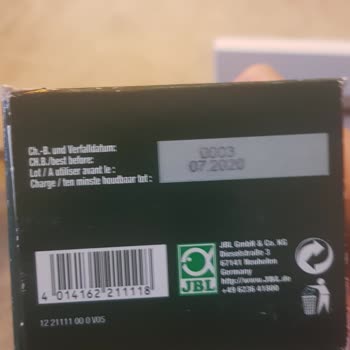 Ch.-B. und Verfalldatum:
CH.B./best before:
Lot / A utiliser avant le :
Charge / ten minste houdbaar tot :
0003
07.2020
4 014162 211118
12 21111 00 0 V05
JBL
JBL GmbH & Co. KG
Dieselstraße 3
67141 Neuhofen
Germany
http://www.JBL.de
+49 6236 41800